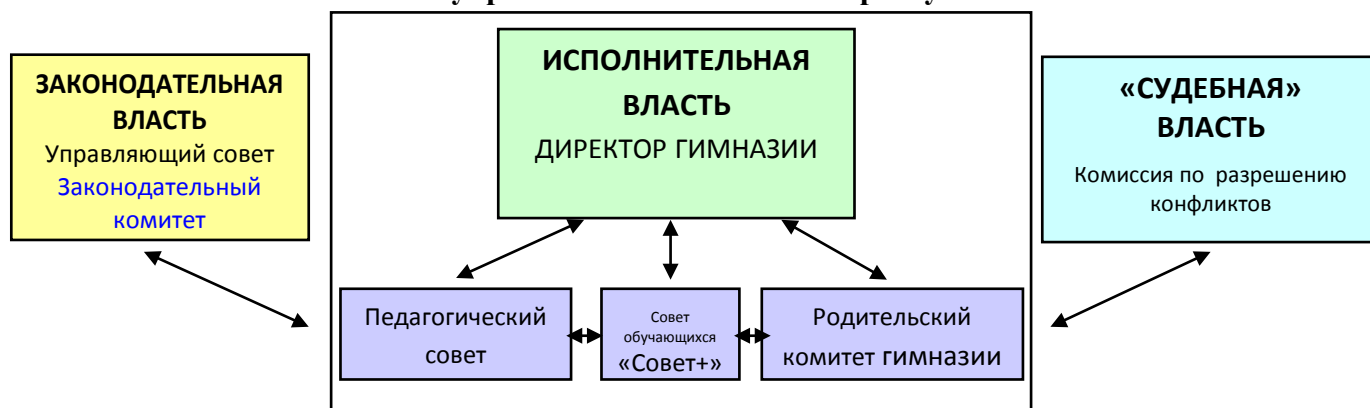 ЗАКОНОДАТЕЛЬНАЯ
ВЛАСТЬ
Управляющий совет
Законодательный
комитет
ИСПОЛНИТЕЛЬНАЯ
ВЛАСТЬ
ДИРЕКТОР ГИМНАЗИИ
«СУДЕБНАЯ»
ВЛАСТЬ
Комиссия по разрешению
конфликтов
Педагогический
совет
Совет
обучающихся
«Совет+»
Родительский
комитет гимназии